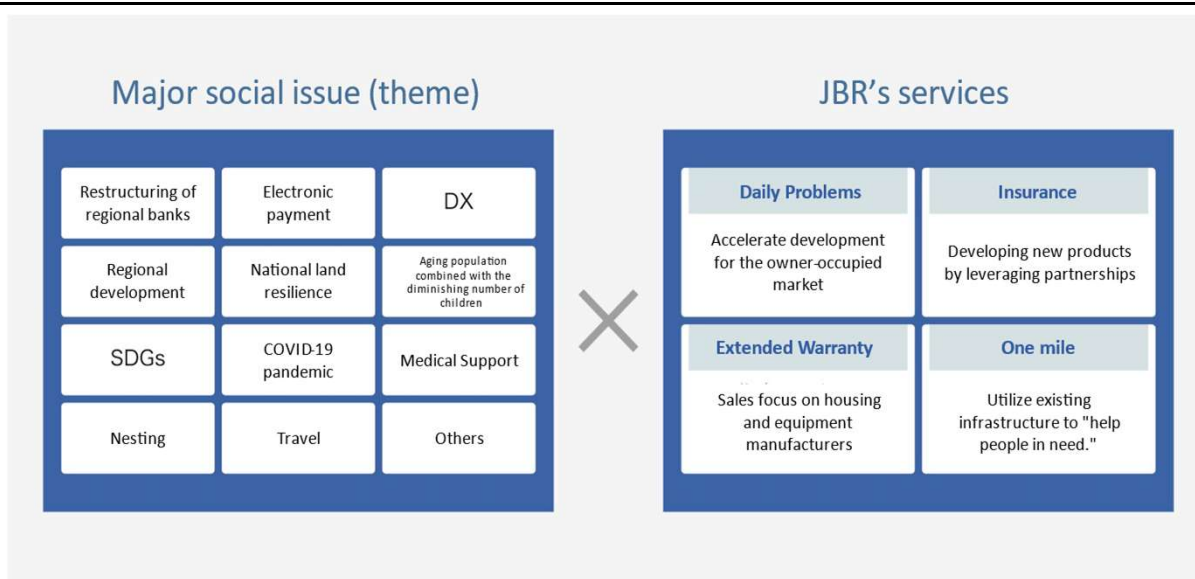 Major social issue (theme)
Restructuring of
regional banks
Electronic
payment
DX
Regional
development
National land
resilience
Aging population
combined with the
diminishing number of
children
SDGs
COVID-19
pandemic
Medical Support
Nesting
Travel
Others
×
JBR's services
Daily Problems
Accelerate development
for the owner-occupied
market
Insurance
Developing new products
by leveraging partnerships
Extended Warranty
Sales focus on housing
and equipment
manufacturers
One mile
Utilize existing
infrastructure to "help
people in need."